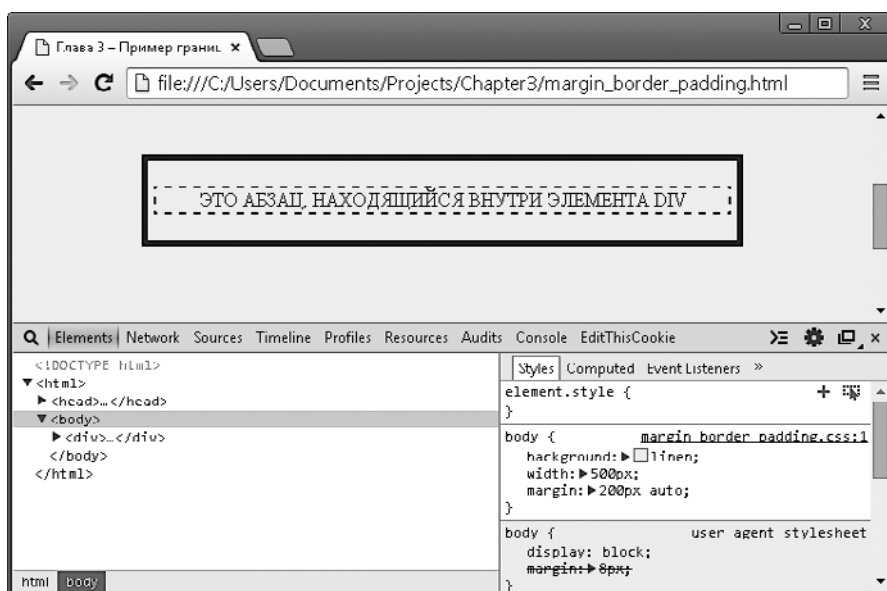 Глава 3 – Пример границ
file:///C:/Users/Documents/Projects/Chapter3/margin_border_padding.html
ЭТО АБЗАЦ, НАХОДЯЩИЙСЯ ВНУТРИ ЭЛЕМЕНТА DIV
Elements Network Sources Timeline Profiles Resources Audits Console EditThisCookie
<!DOCTYPE html>
▼<html>
▶<head>…</head>
▼<body>
▶<div>…</div>
</body>
</html>
html body
Styles Computed Event Listeners »
element.style {
}
body { margin_border_padding.css:1
background:▶linen;
width:▶500px;
margin:▶200px auto;
}
body { user agent stylesheet
display: block;
margin:▶8px;
}